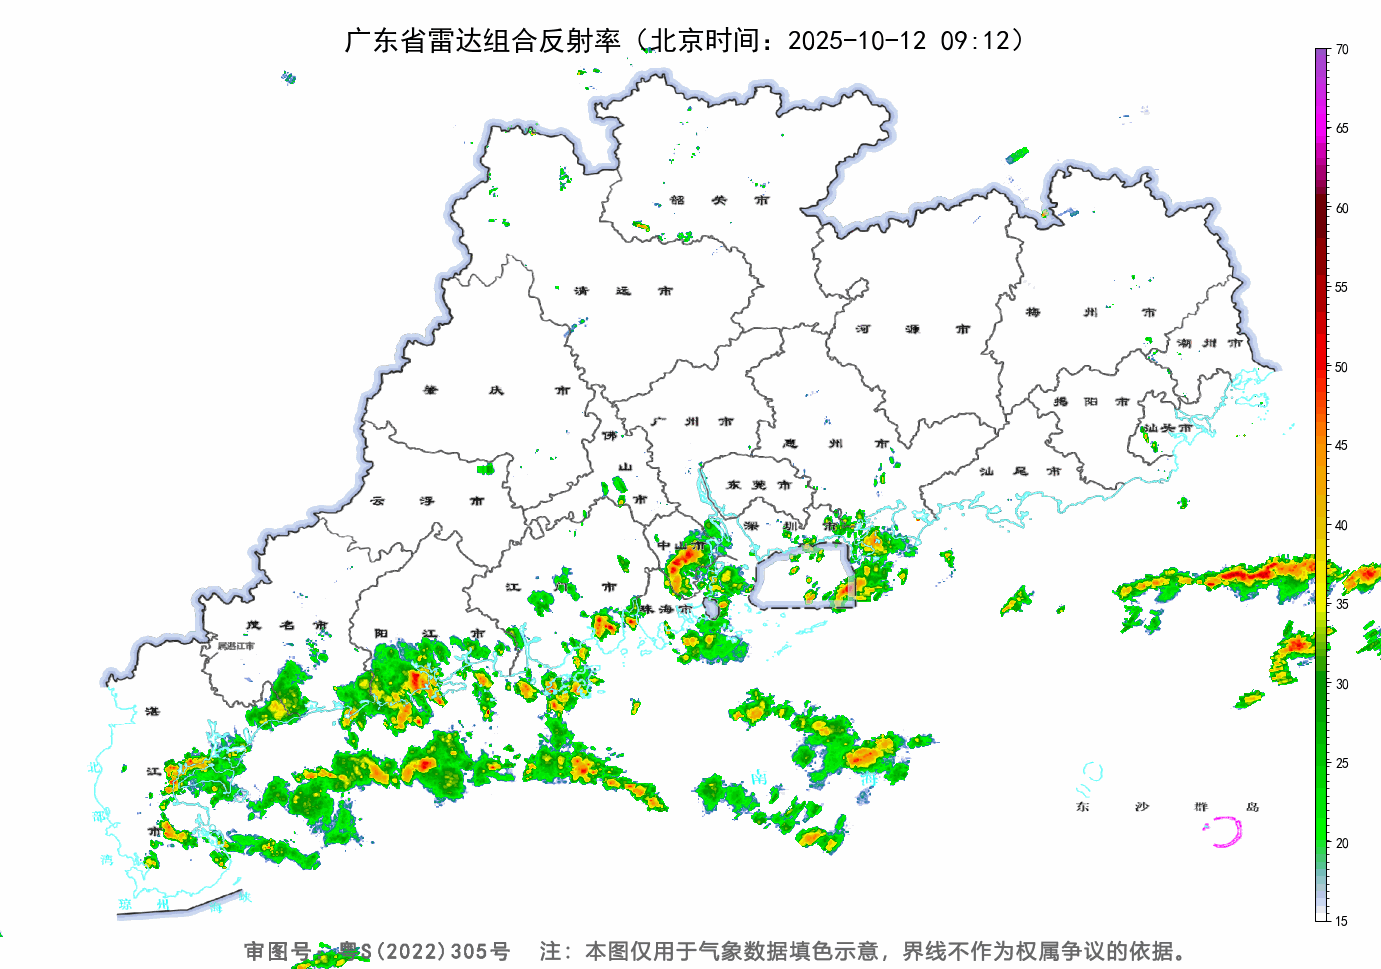 广东省雷达组合反射率（北京时间：2025-10-12 09:12）
70
65
60
55
50
45
40
35
30
25
20
15
韶关市
清远市
河源市
梅州市
潮州市
肇庆市
广州市
揭阳市
佛山市
惠州市
汕头市
云浮市
东莞市
汕尾市
深圳市
中山市
江门市
珠海市
茂名市
阳江市
属湛江市
湛江市
北部湾
南海
东沙群岛
琼州海峡
审图号：粤S(2022)305号 注：本图仅用于气象数据填色示意，界线不作为权属争议的依据。